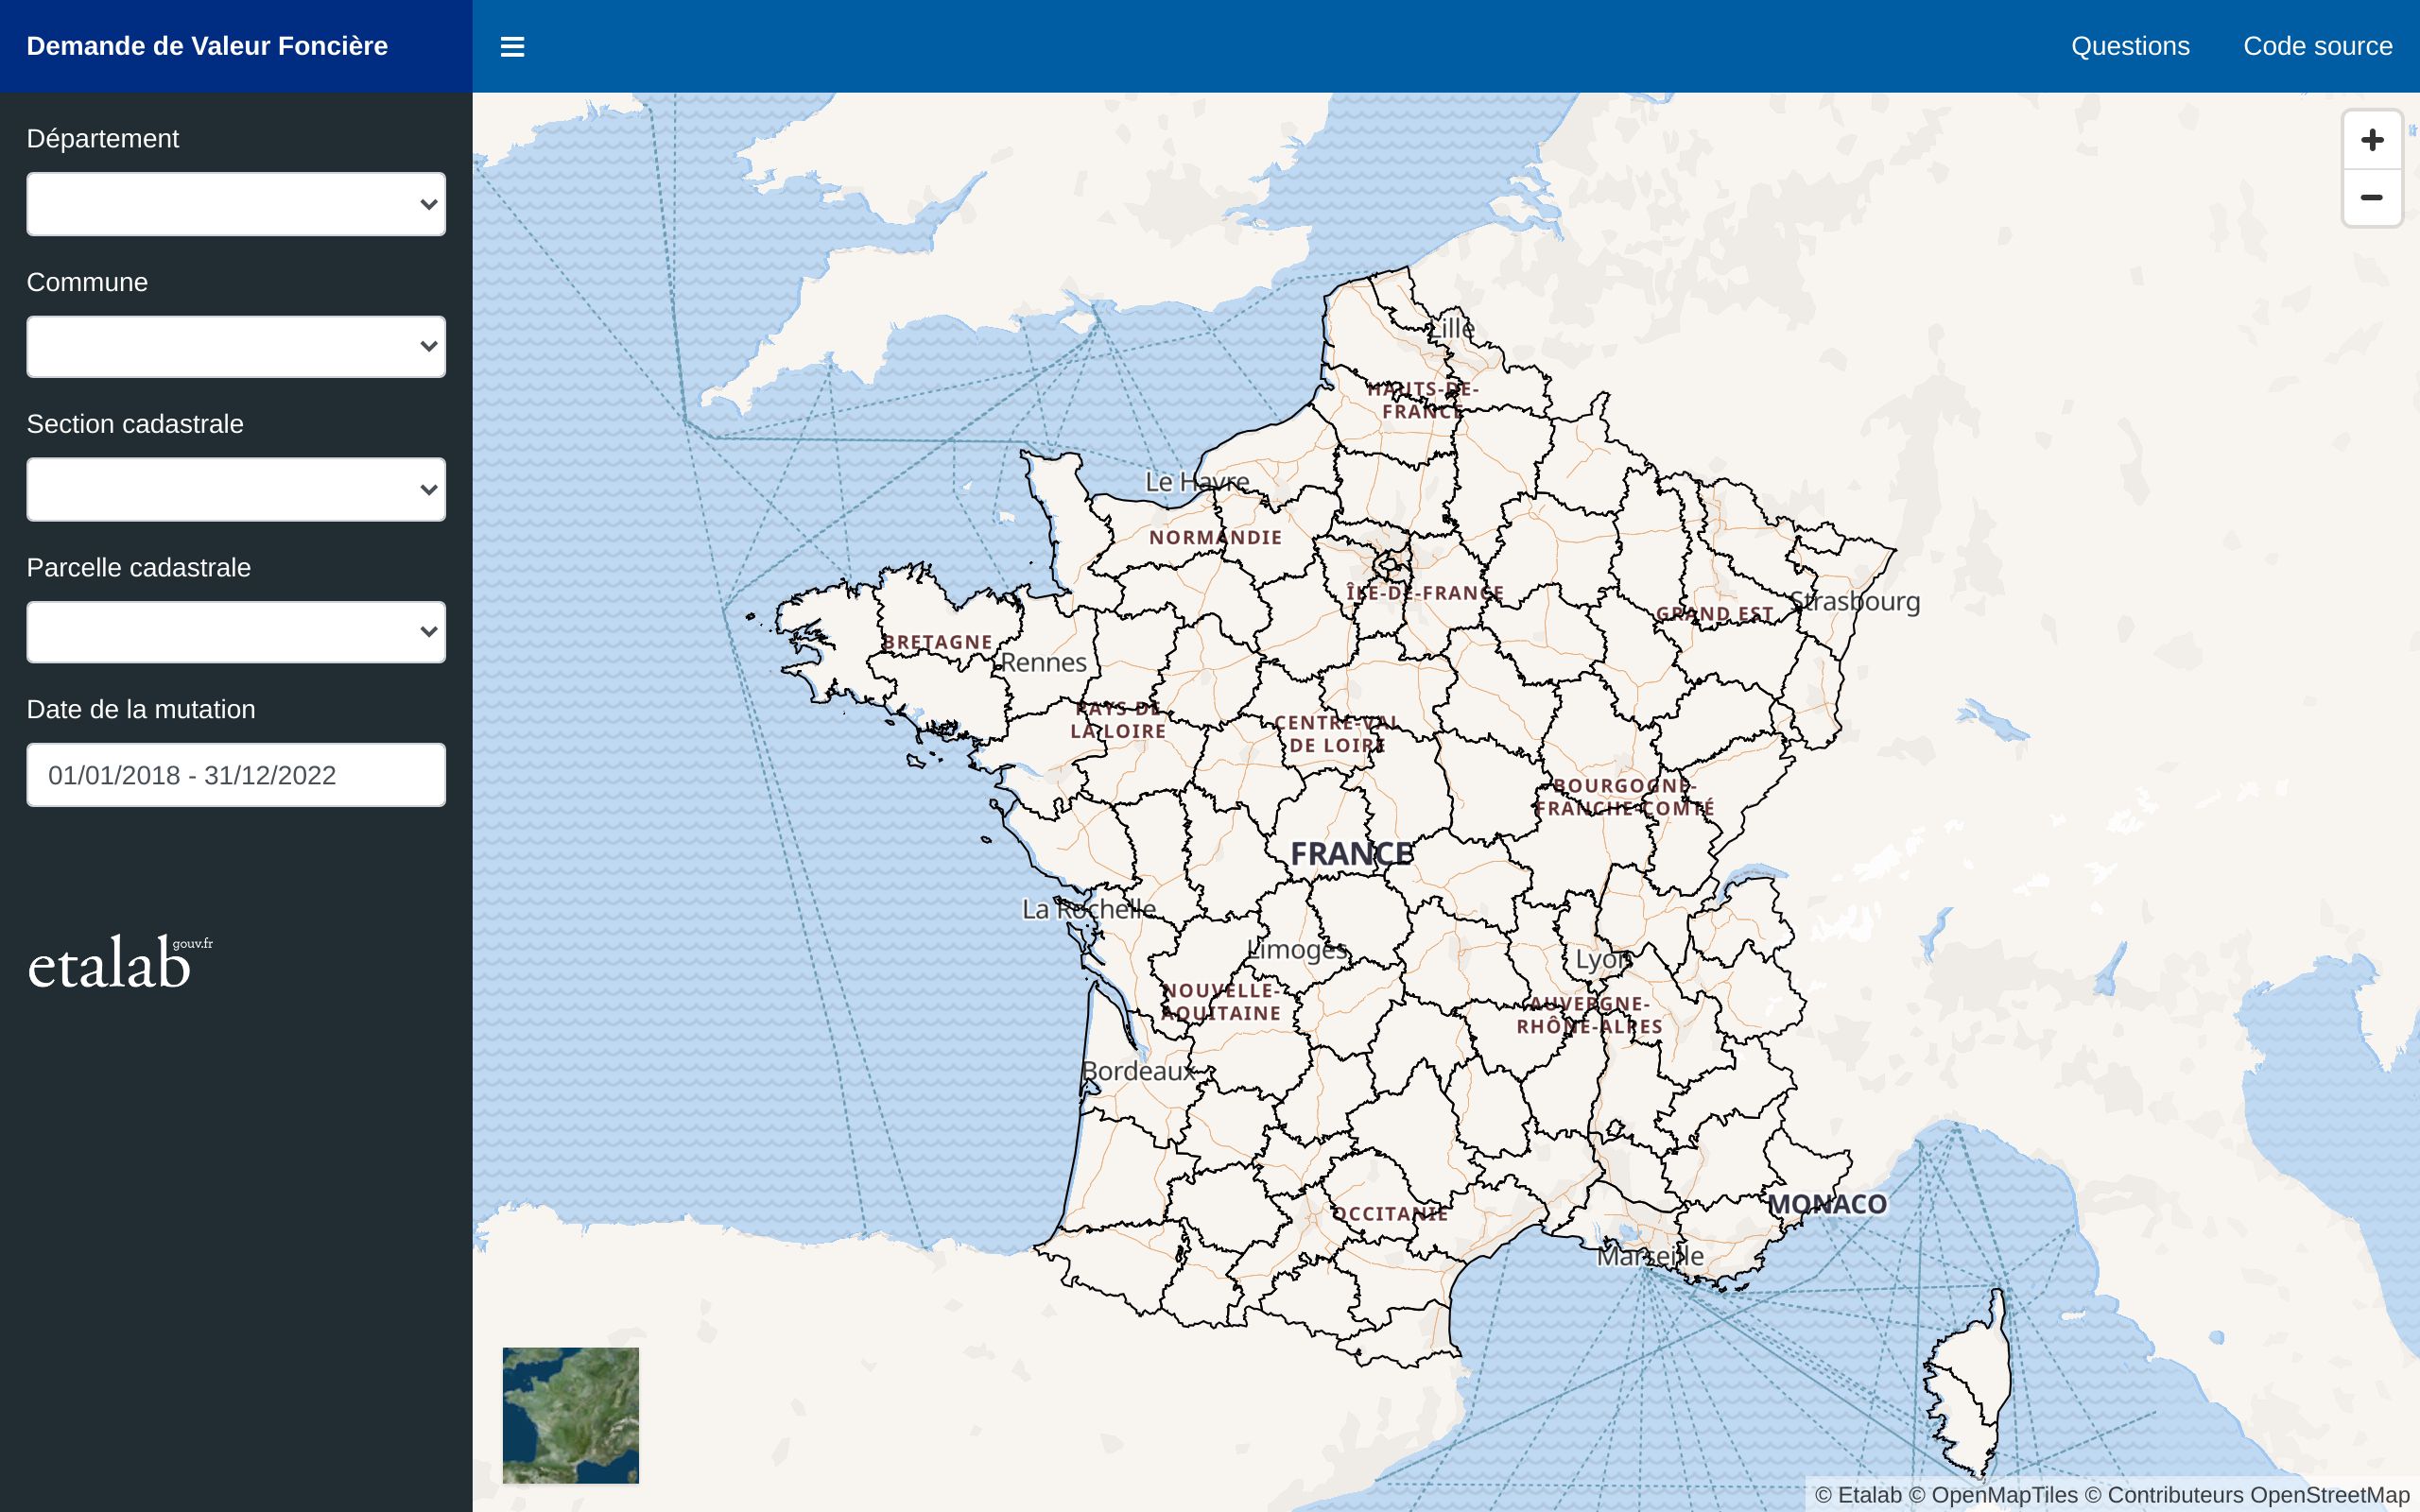 Demande de Valeur Foncière
Questions
Code source
Département
Commune
Section cadastrale
Parcelle cadastrale
Date de la mutation
01/01/2018 - 31/12/2022
etalab
gouv.fr
Lille
HAUTS-DE-
FRANCE
Le Havre
NORMANDIE
ÎLE-DE-FRANCE
GRAND EST
Strasbourg
BRETAGNE
Rennes
PAYS DE
LA LOIRE
CENTRE-VAL
DE LOIRE
BOURGOGNE-
FRANCHE-COMTÉ
FRANCE
La Rochelle
Limoges
Lyon
NOUVELLE-
AQUITAINE
AUVERGNE-
RHÔNE-ALPES
Bordeaux
OCCITANIE
MONACO
Marseille
© Etalab © OpenMapTiles © Contributeurs OpenStreetMap